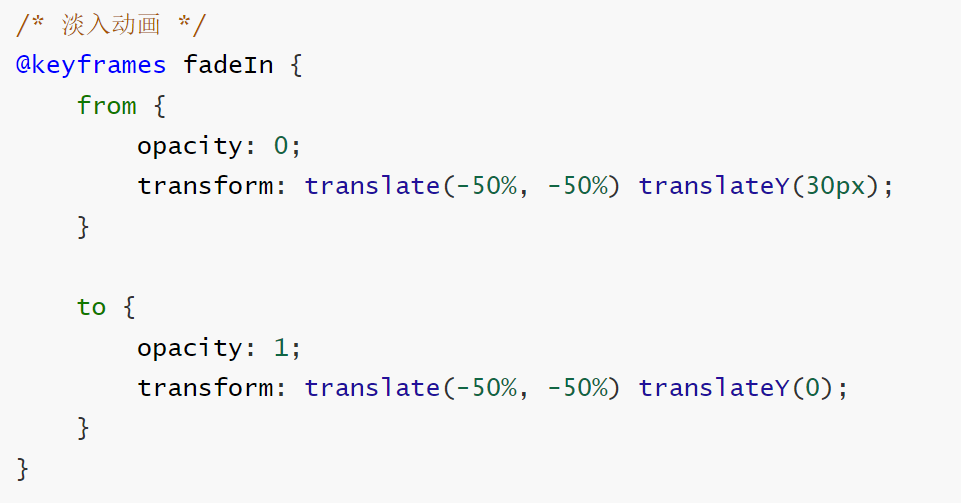 /* 淡入动画 */
@keyframes fadeIn {
    from {
        opacity: 0;
        transform: translate(-50%, -50%) translateY(30px);
    }

    to {
        opacity: 1;
        transform: translate(-50%, -50%) translateY(0);
    }
}